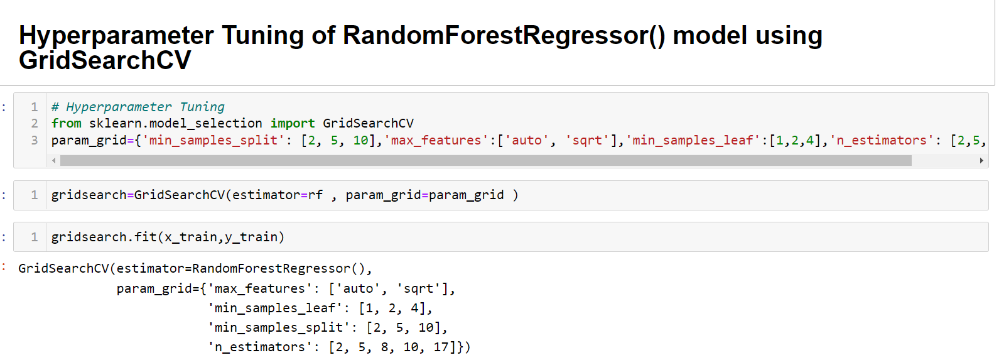 Hyperparameter Tuning of RandomForestRegressor() model using
GridSearchCV
:
1 # Hyperparameter Tuning
2 from sklearn.model_selection import GridSearchCV
3 param_grid={'min_samples_split': [2, 5, 10],'max_features':['auto', 'sqrt'],'min_samples_leaf':[1,2,4],'n_estimators': [2,5,
: 1 gridsearch=GridSearchCV(estimator=rf , param_grid=param_grid )
: 1 gridsearch.fit(x_train,y_train)
: GridSearchCV(estimator=RandomForestRegressor(),
param_grid={'max_features': ['auto', 'sqrt'],
'min_samples_leaf': [1, 2, 4],
'min_samples_split': [2, 5, 10],
'n_estimators': [2, 5, 8, 10, 17]})